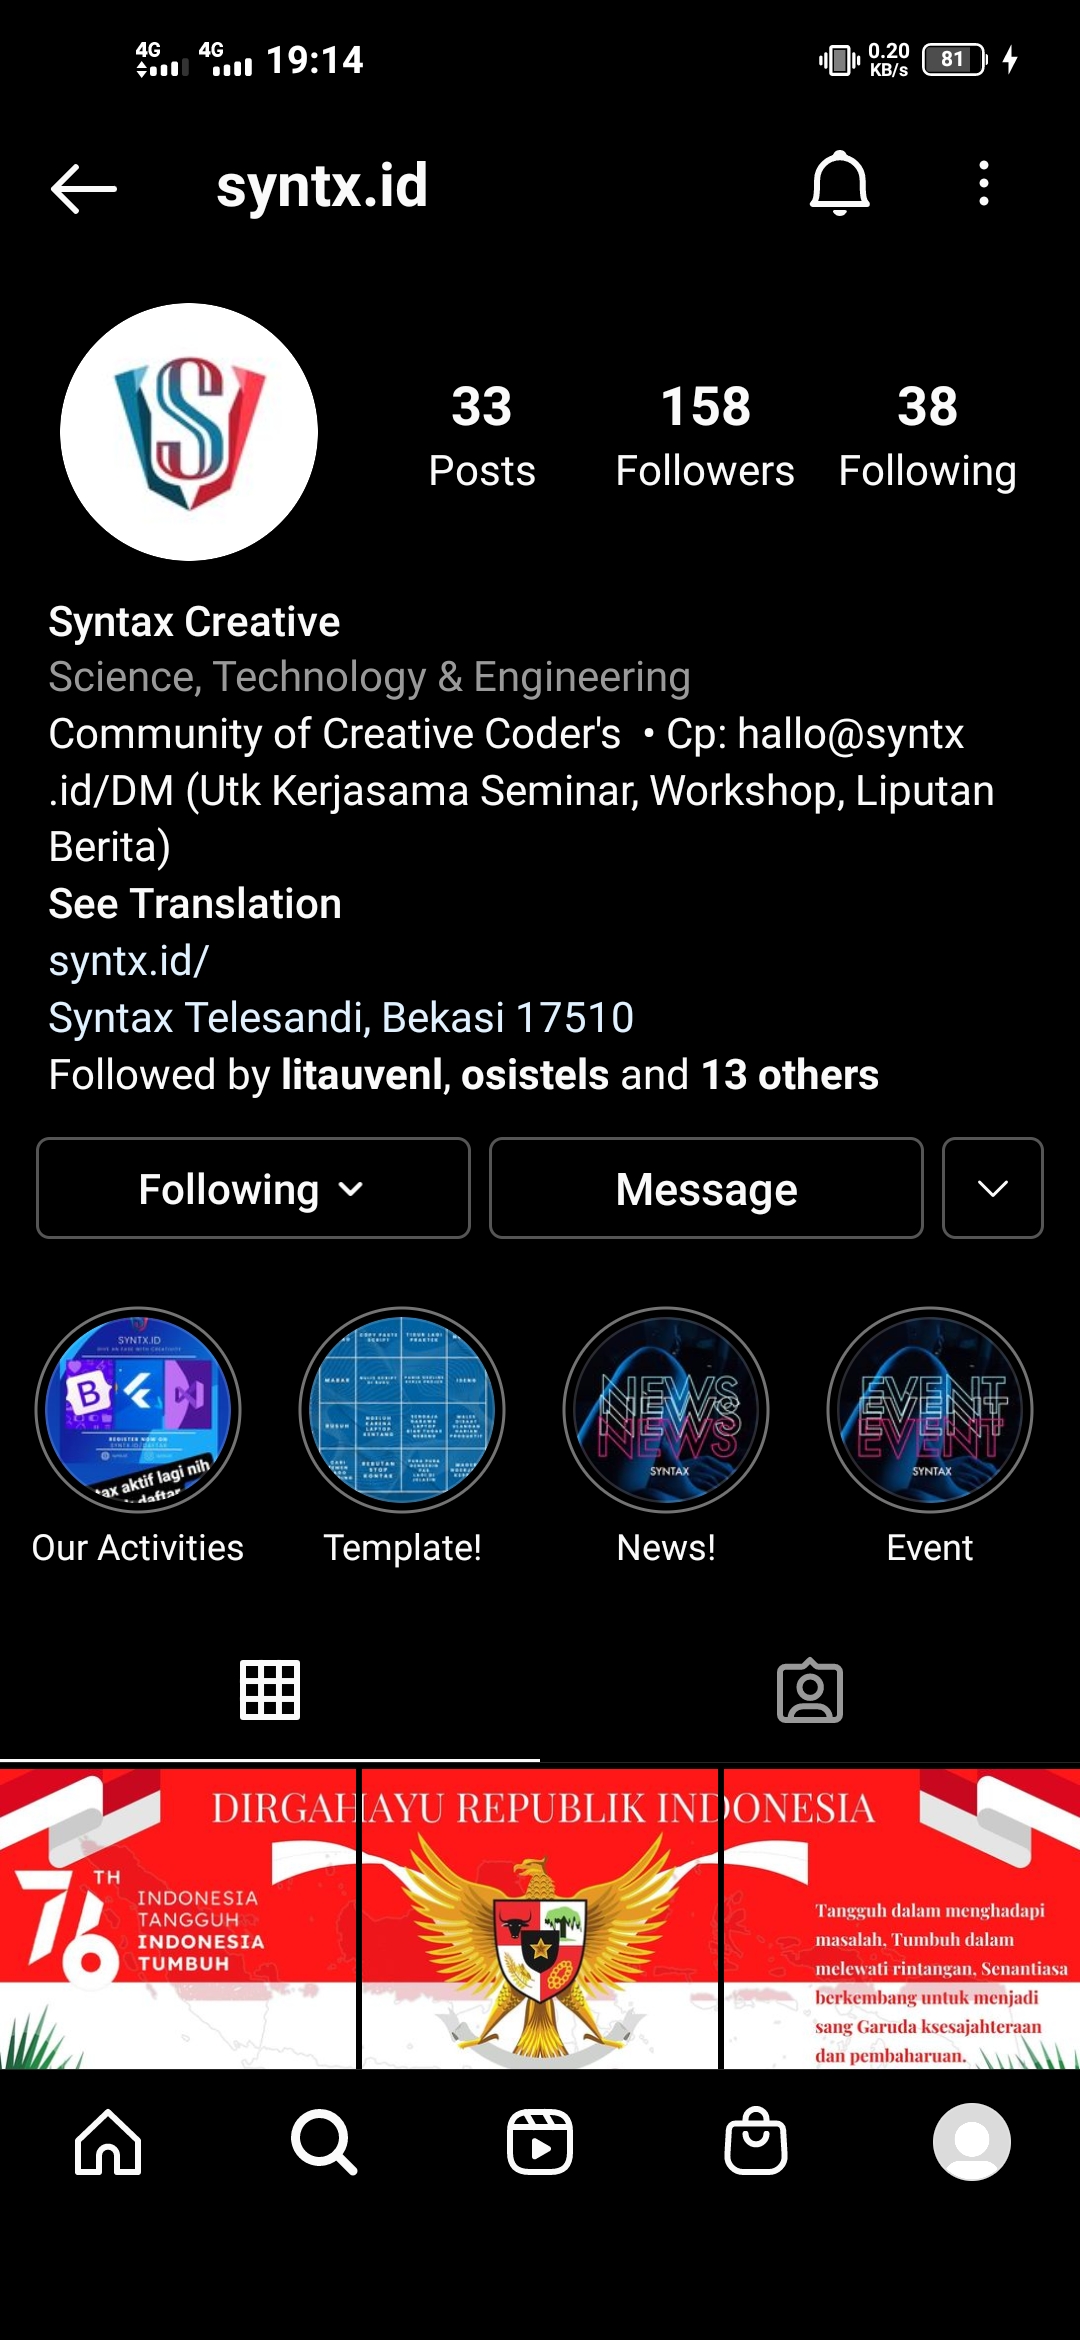 4G 4G 19:14 0.20 KB/s 81
syntx.id
33 158 38
Posts Followers Following
Syntax Creative
Science, Technology & Engineering
Community of Creative Coder's • Cp: hallo@syntx
.id/DM (Utk Kerjasama Seminar, Workshop, Liputan
Berita)
See Translation
syntx.id/
Syntax Telesandi, Bekasi 17510
Followed by litauvenl, osistels and 13 others
Following Message
SYNTX.ID
tax aktif lagi nih
daftar
NEWS
NEWS
SYNTAX
EVENT
EVENT
SYNTAX
Our Activities Template! News! Event
DIRGAHAYU REPUBLIK INDONESIA
76 TH
INDONESIA
TANGGUH
INDONESIA
TUMBUH
Tangguh dalam menghadapi
masalah, Tumbuh dalam
melewati rintangan, Senantiasa
berkembang untuk menjadi
sang Garuda ksesajahteraan
dan pembaharuan.